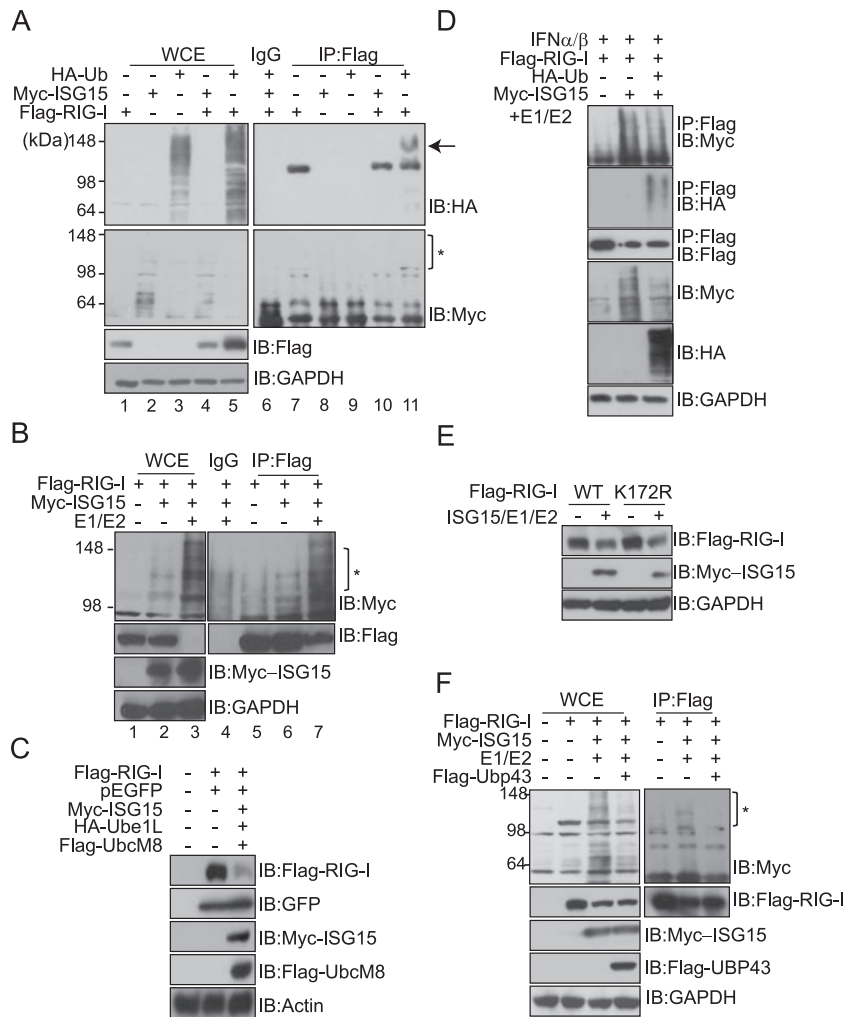 A
WCE IgG IP:Flag
HA-Ub - - + - + + - - + - +
Myc-ISG15 - + - + + + - + - + +
Flag-RIG-I + - - + + + + - - + +
(kDa)
148
98
64
IB:HA
148
98
64
*
IB:Myc
IB:Flag
IB:GAPDH
1 2 3 4 5 6 7 8 9 10 11
B
WCE IgG IP:Flag
Flag-RIG-I + + + + + + +
Myc-ISG15 - + + + - + +
E1/E2 - - + + - - +
148
98
*
IB:Myc
IB:Flag
IB:Myc–ISG15
IB:GAPDH
1 2 3 4 5 6 7
C
Flag-RIG-I - + +
pEGFP - + +
Myc-ISG15 - - +
HA-Ube1L - - +
Flag-UbcM8 - - +
IB:Flag-RIG-I
IB:GFP
IB:Myc-ISG15
IB:Flag-UbcM8
IB:Actin
D
IFNα/β + + +
Flag-RIG-I + + +
HA-Ub - - +
Myc-ISG15 - + +
+E1/E2
IP:Flag
IB:Myc
IP:Flag
IB:HA
IP:Flag
IB:Flag
IB:Myc
IB:HA
IB:GAPDH
E
Flag-RIG-I WT K172R
ISG15/E1/E2 - + - +
IB:Flag-RIG-I
IB:Myc–ISG15
IB:GAPDH
F
WCE IP:Flag
Flag-RIG-I - + + + + + +
Myc-ISG15 - - + + - + +
E1/E2 - - + + - + +
Flag-Ubp43 - - - + - - +
148
98
64
*
IB:Myc
IB:Flag-RIG-I
IB:Myc–ISG15
IB:Flag-UBP43
IB:GAPDH